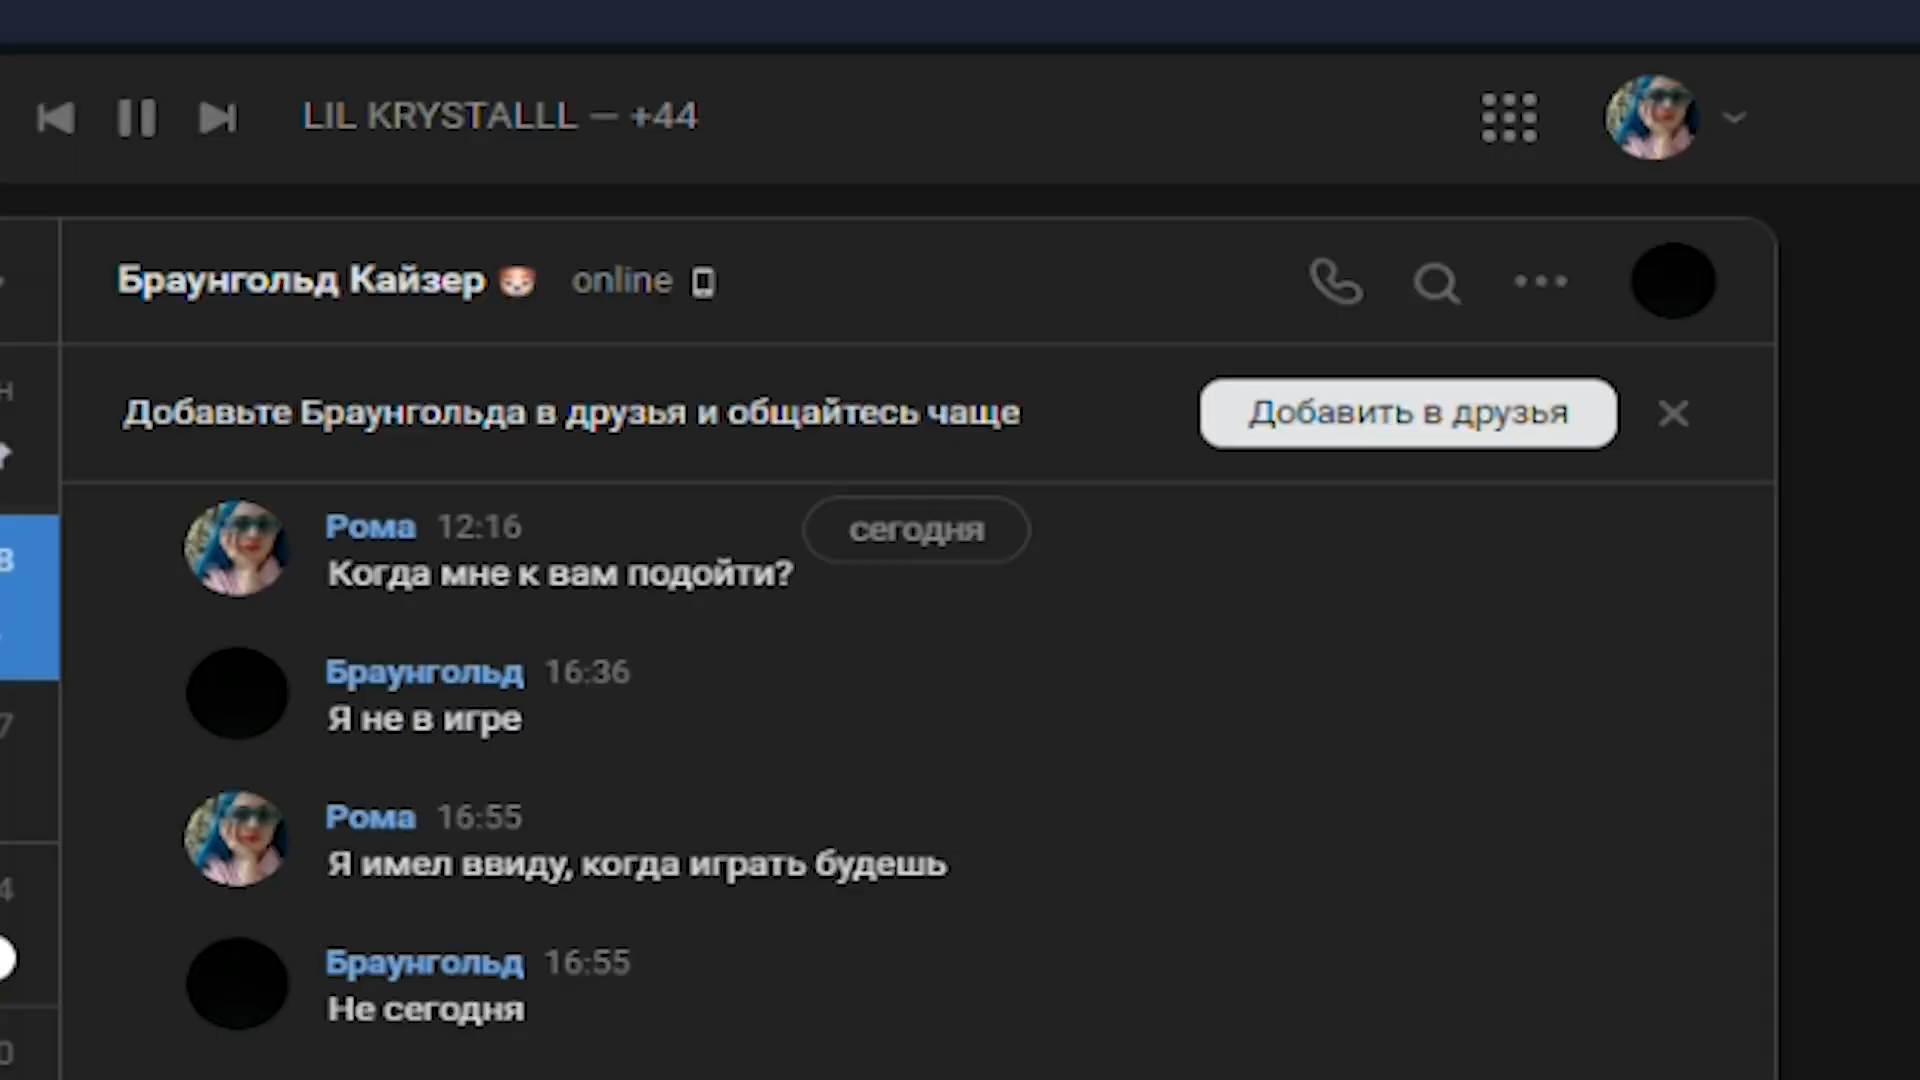 LIL KRYSTALLL — +44
Браунгольд Кайзер 🐶 online
Добавьте Браунгольда в друзья и общайтесь чаще
Добавить в друзья
сегодня
Рома 12:16
Когда мне к вам подойти?
Браунгольд 16:36
Я не в игре
Рома 16:55
Я имел ввиду, когда играть будешь
Браунгольд 16:55
Не сегодня